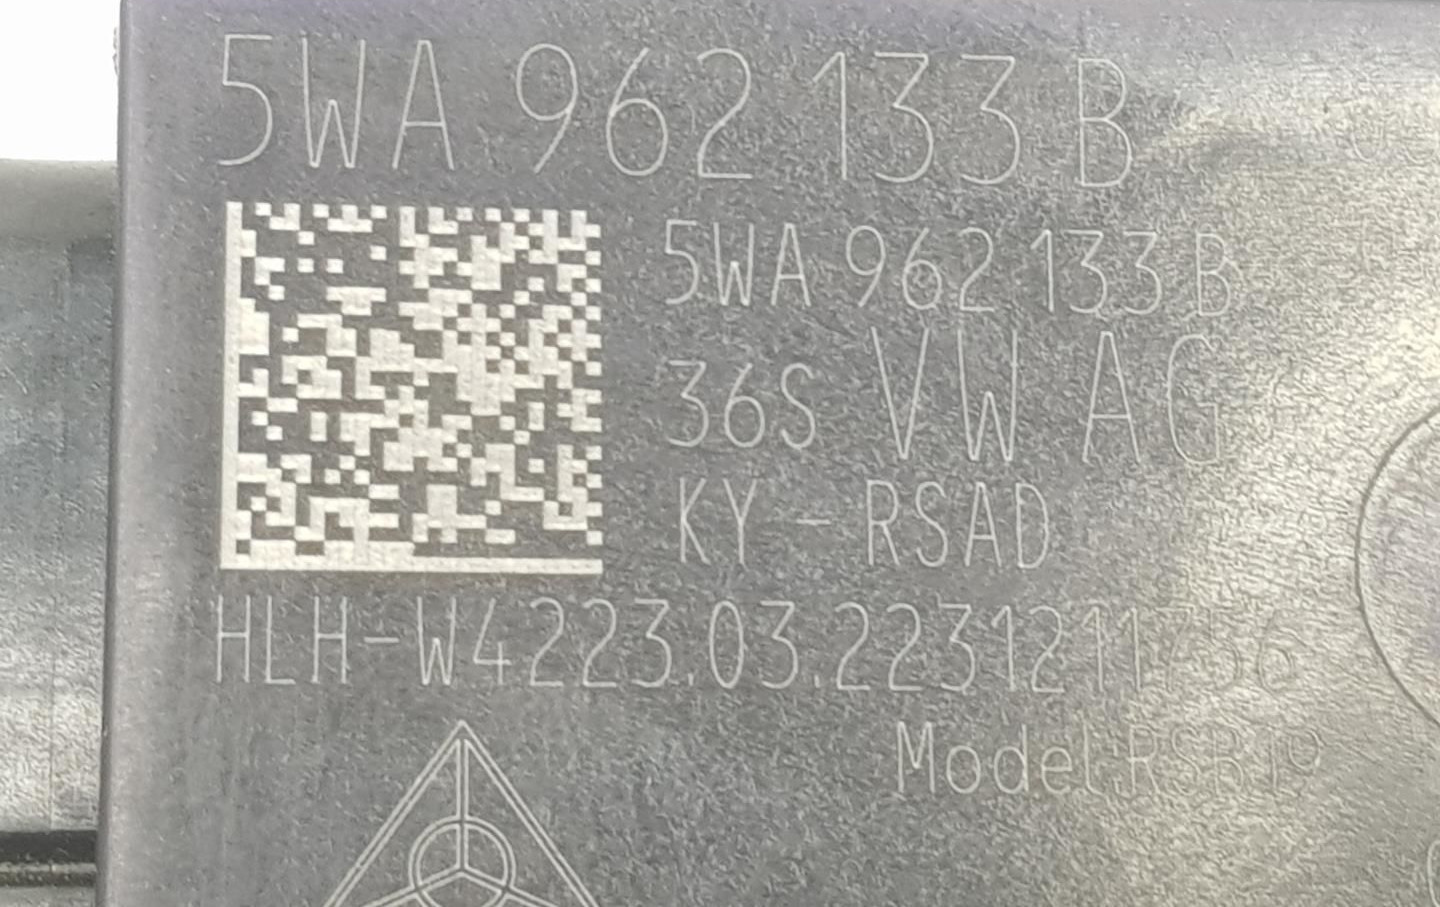 5WA 962 133 B
5WA 962 133 B
36S VW AG
KY - RSAD
HLH-W4223.03.2231211756
Model:RSB19